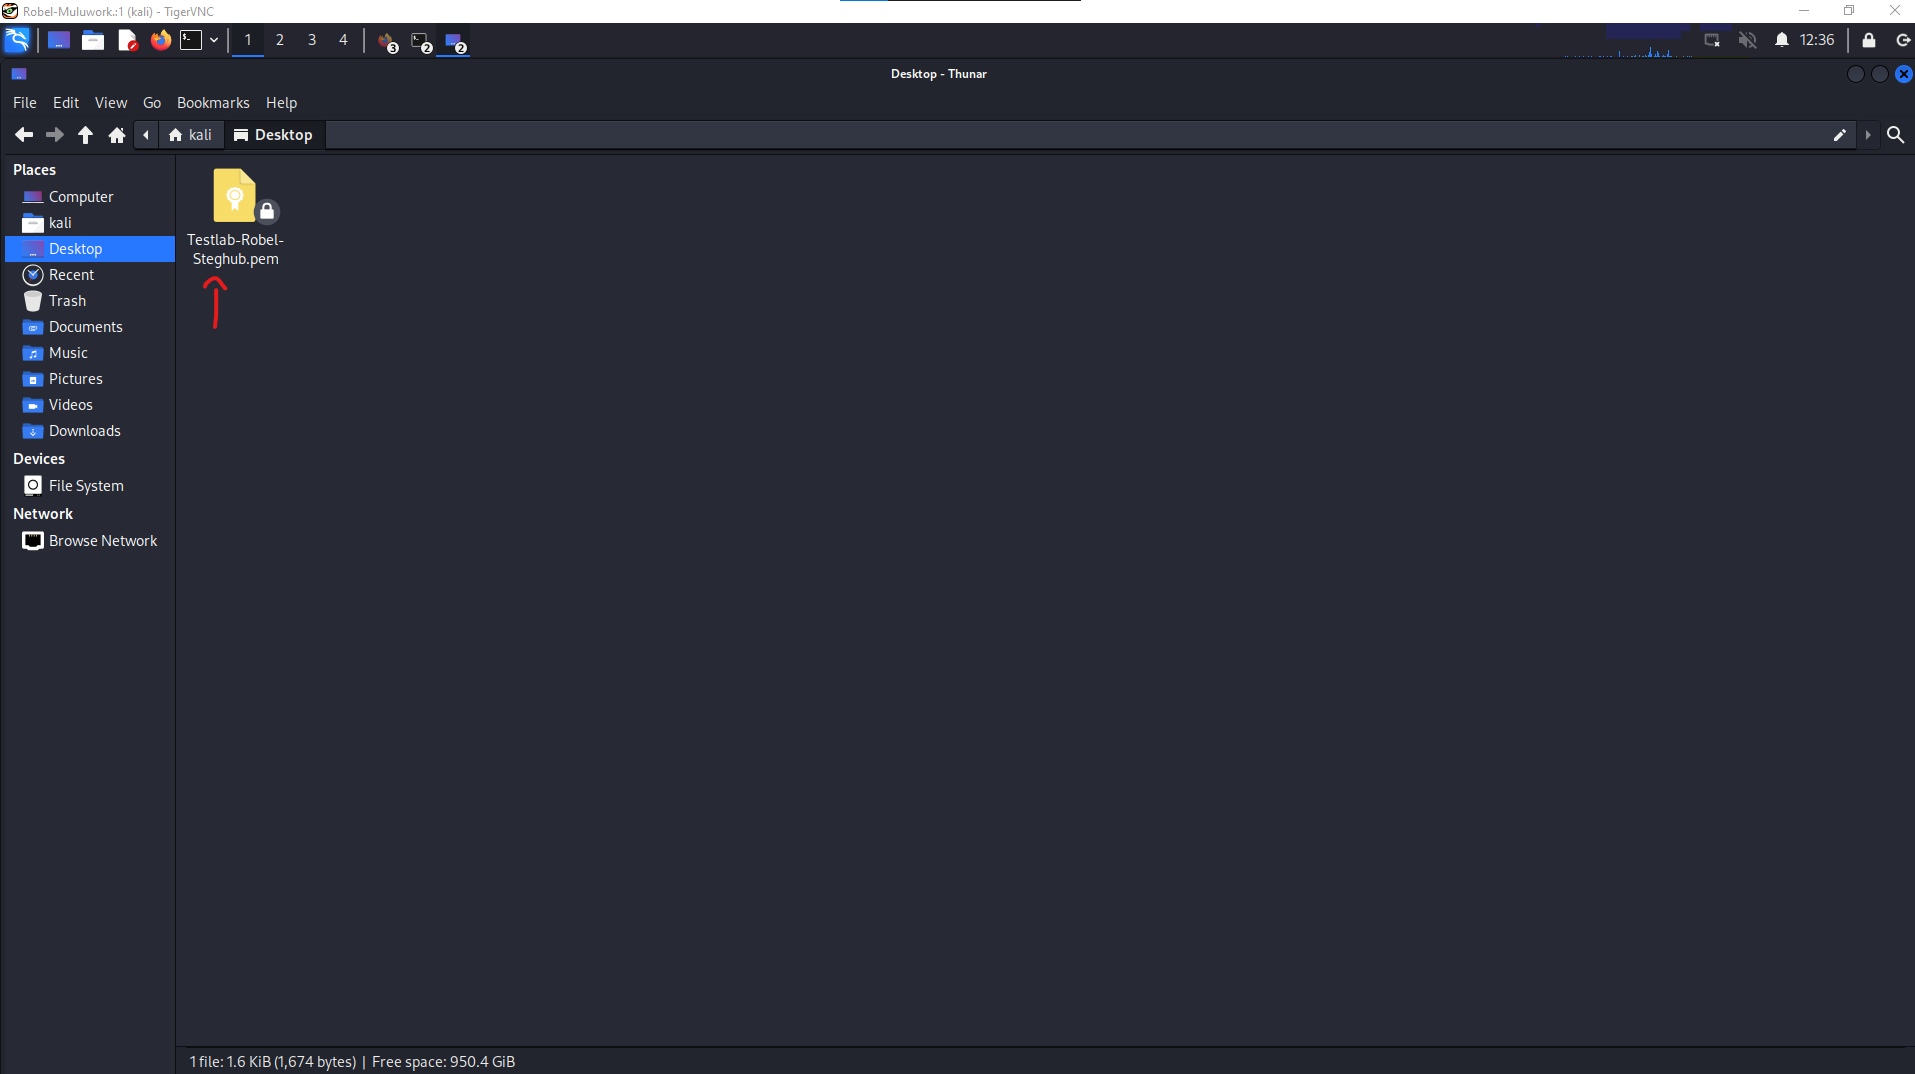 Robel-Muluwork.:1 (kali) - TigerVNC
1 2 3 4 3 2 2 12:36
Desktop - Thunar
File Edit View Go Bookmarks Help
kali Desktop
Places
Computer
kali
Desktop
Recent
Trash
Documents
Music
Pictures
Videos
Downloads
Devices
File System
Network
Browse Network
Testlab-Robel-
Steghub.pem
1 file: 1.6 KiB (1,674 bytes) | Free space: 950.4 GiB